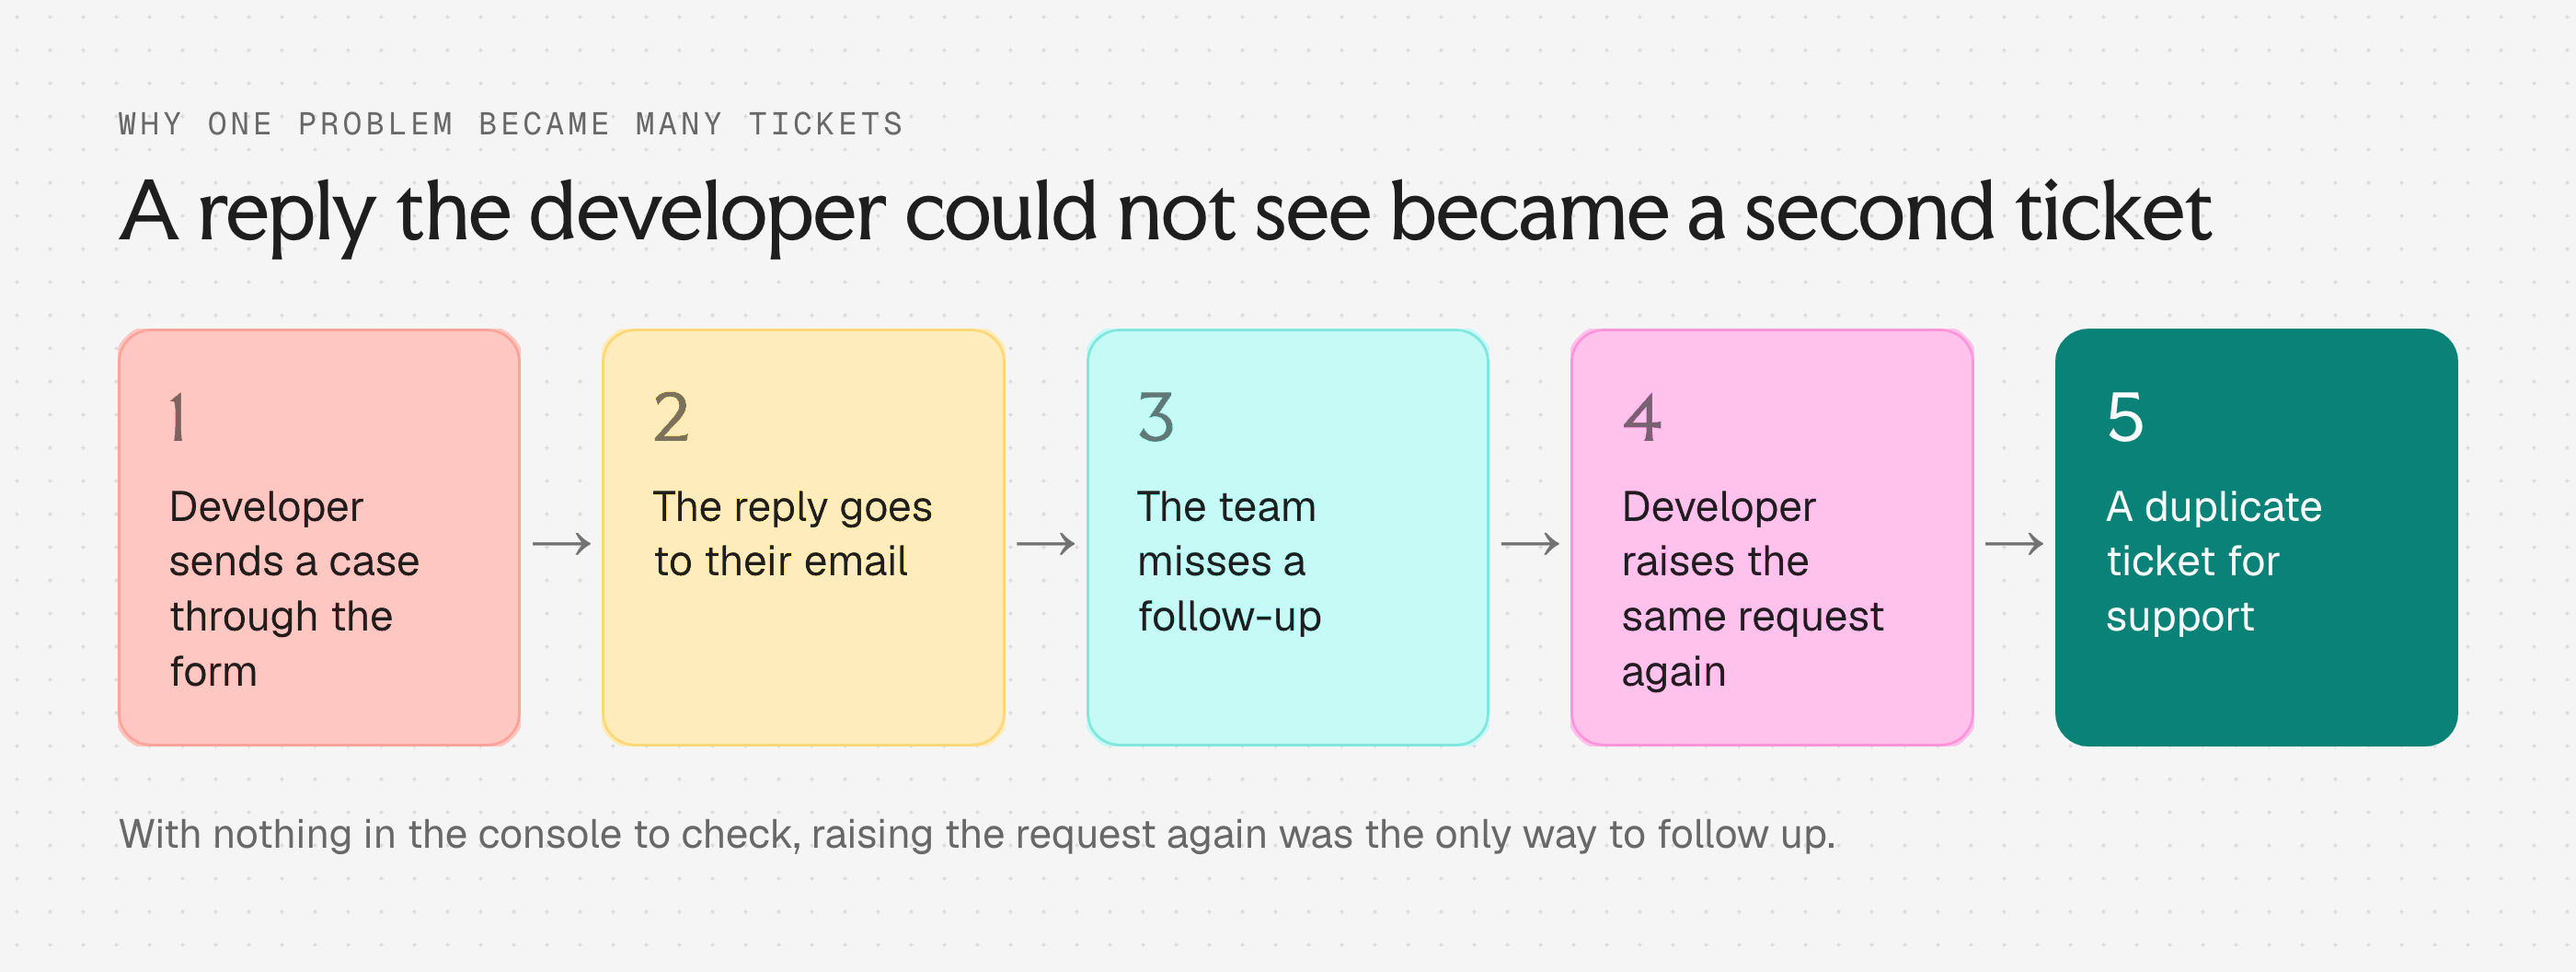 WHY ONE PROBLEM BECAME MANY TICKETS
A reply the developer could not see became a second ticket
1
Developer
sends a case
through the
form
2
The reply goes
to their email
3
The team
misses a
follow-up
4
Developer
raises the
same request
again
5
A duplicate
ticket for
support
With nothing in the console to check, raising the request again was the only way to follow up.